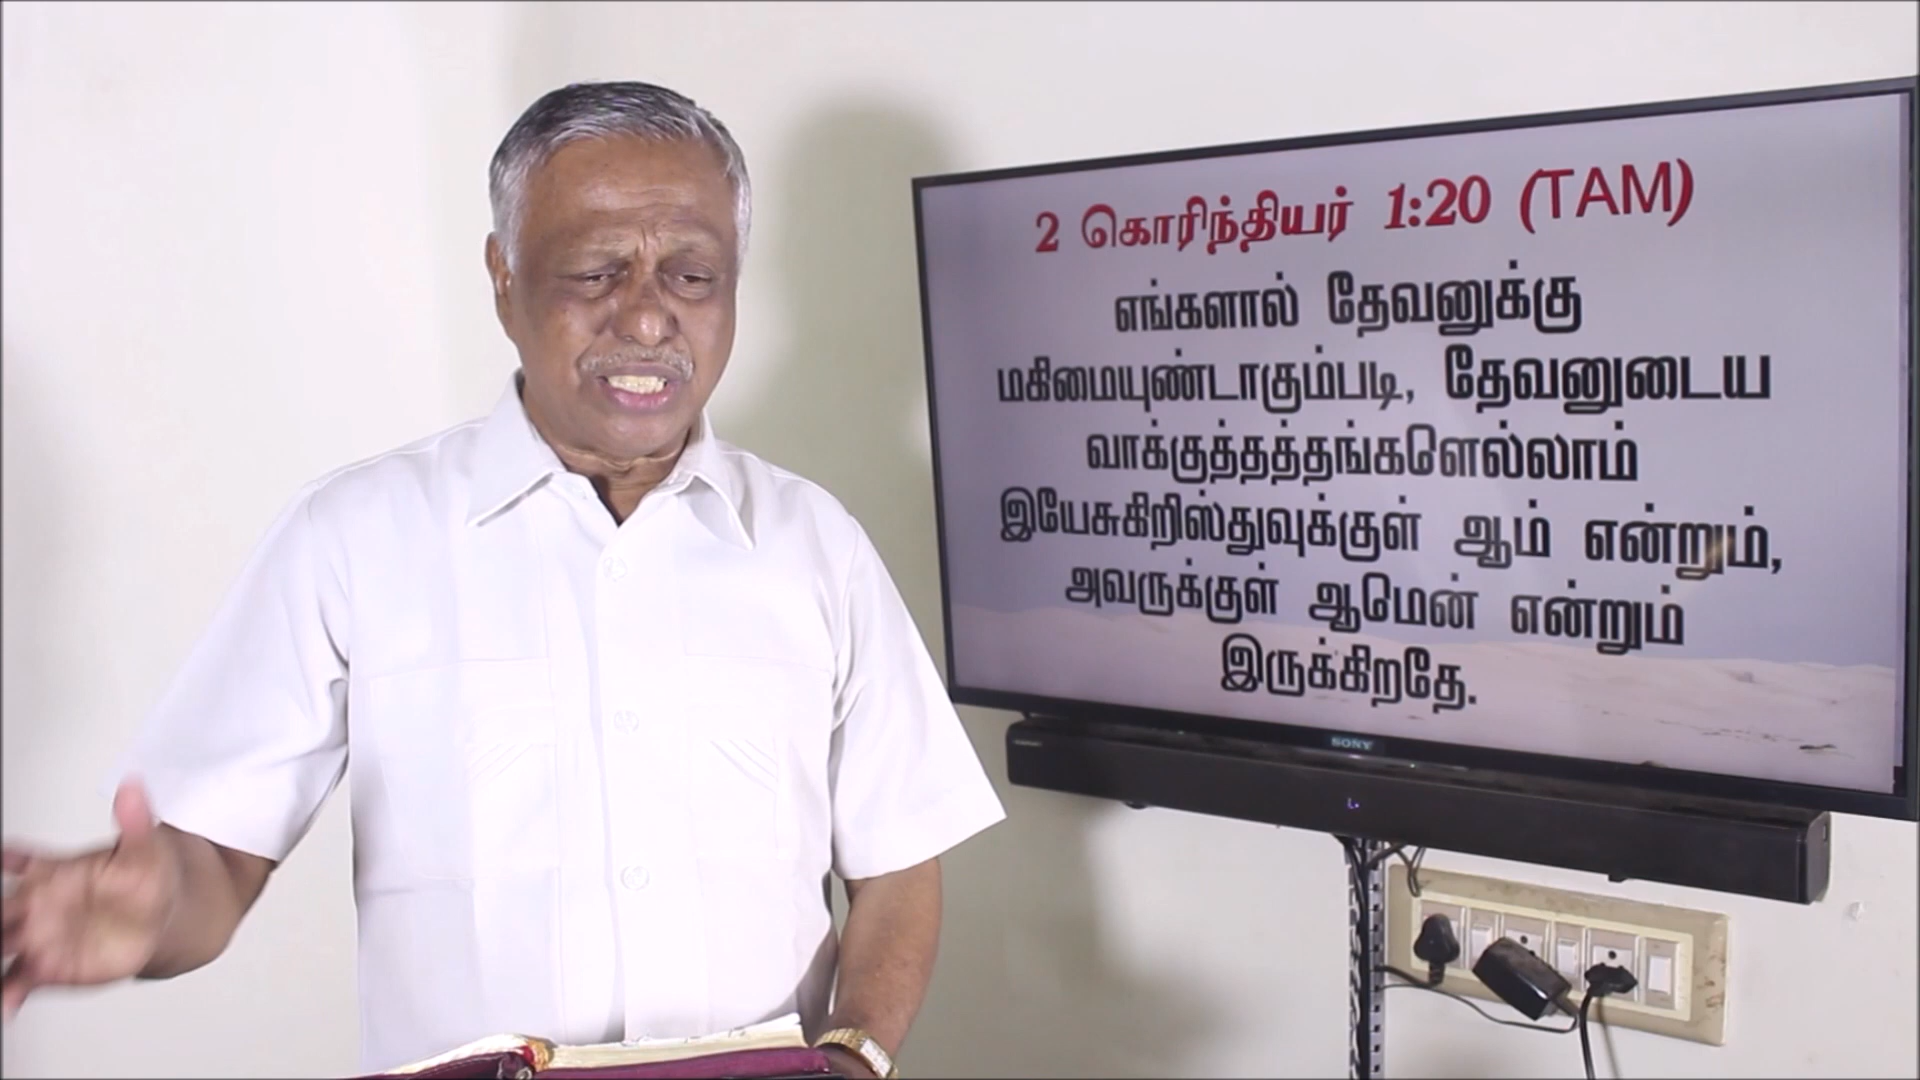 2 கொரிந்தியர் 1:20 (TAM)
எங்களால் தேவனுக்கு
மகிமையுண்டாகும்படி, தேவனுடைய
வாக்குத்தத்தங்களெல்லாம்
இயேசுகிறிஸ்துவுக்குள் ஆம் என்றும்,
அவருக்குள் ஆமென் என்றும்
இருக்கிறதே.
SONY